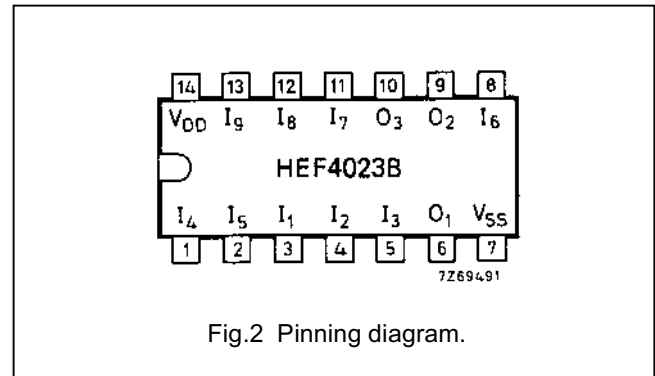 14 13 12 11 10 9 8
V_DD I_9 I_8 I_7 O_3 O_2 I_6
HEF4023B
I_4 I_5 I_1 I_2 I_3 O_1 V_SS
1 2 3 4 5 6 7
7Z69491
Fig.2 Pinning diagram.